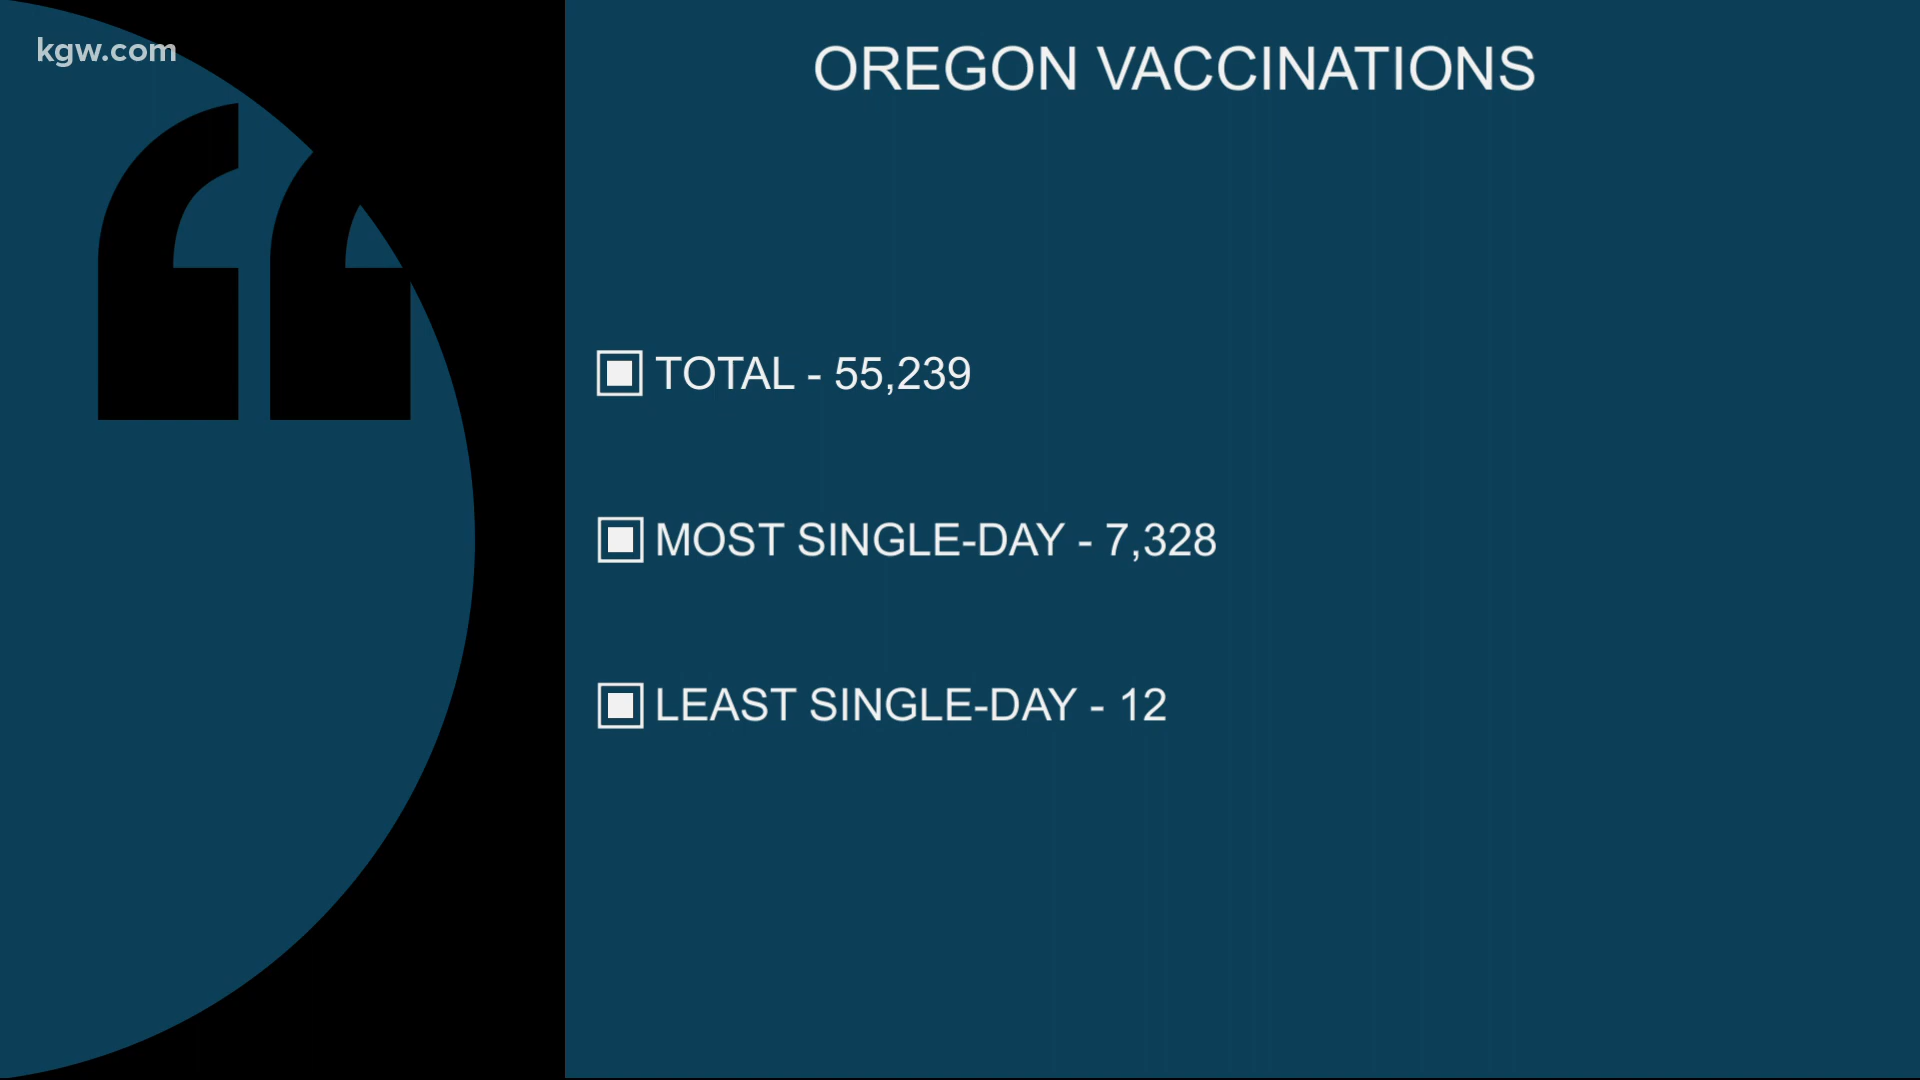 kgw.com
OREGON VACCINATIONS
TOTAL - 55,239
MOST SINGLE-DAY - 7,328
LEAST SINGLE-DAY - 12